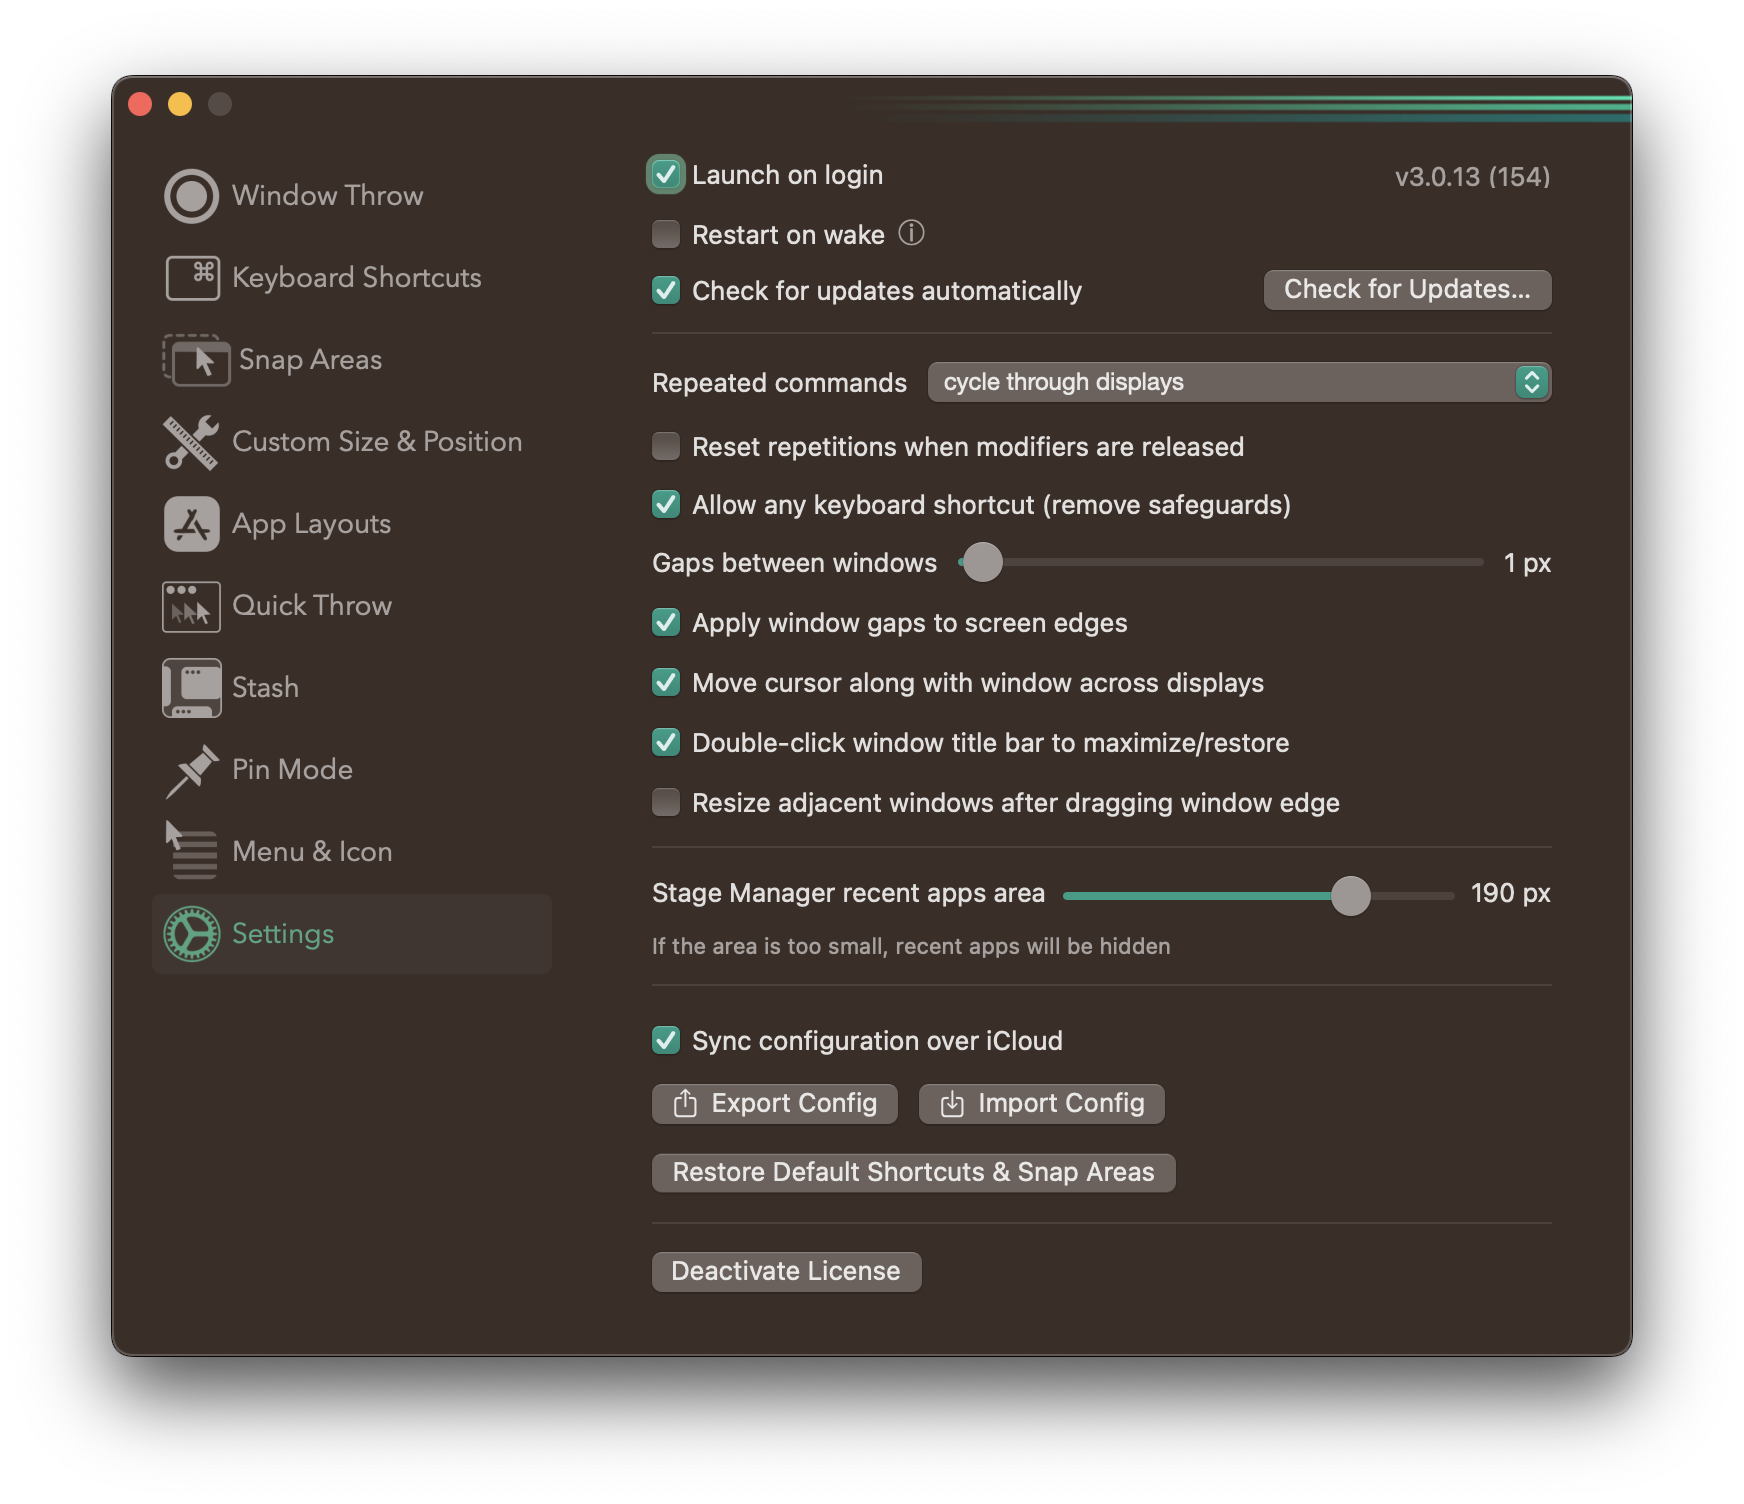 Window Throw
Keyboard Shortcuts
Snap Areas
Custom Size & Position
App Layouts
Quick Throw
Stash
Pin Mode
Menu & Icon
Settings
Launch on login
v3.0.13 (154)
Restart on wake
Check for updates automatically
Check for Updates...
Repeated commands
cycle through displays
Reset repetitions when modifiers are released
Allow any keyboard shortcut (remove safeguards)
Gaps between windows
1 px
Apply window gaps to screen edges
Move cursor along with window across displays
Double-click window title bar to maximize/restore
Resize adjacent windows after dragging window edge
Stage Manager recent apps area
190 px
If the area is too small, recent apps will be hidden
Sync configuration over iCloud
Export Config
Import Config
Restore Default Shortcuts & Snap Areas
Deactivate License